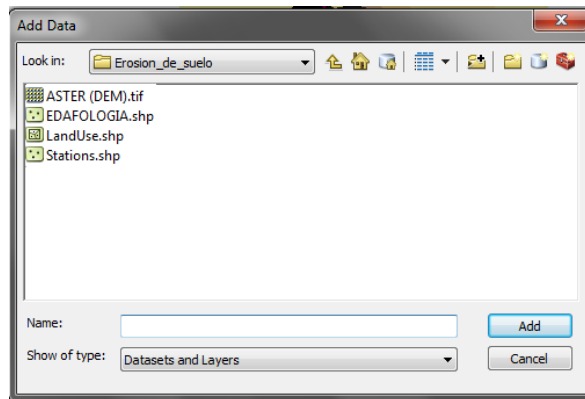 Add Data
Look in: Erosion_de_suelo
ASTER (DEM).tif
EDAFOLOGIA.shp
LandUse.shp
Stations.shp
Name:
Add
Show of type: Datasets and Layers
Cancel